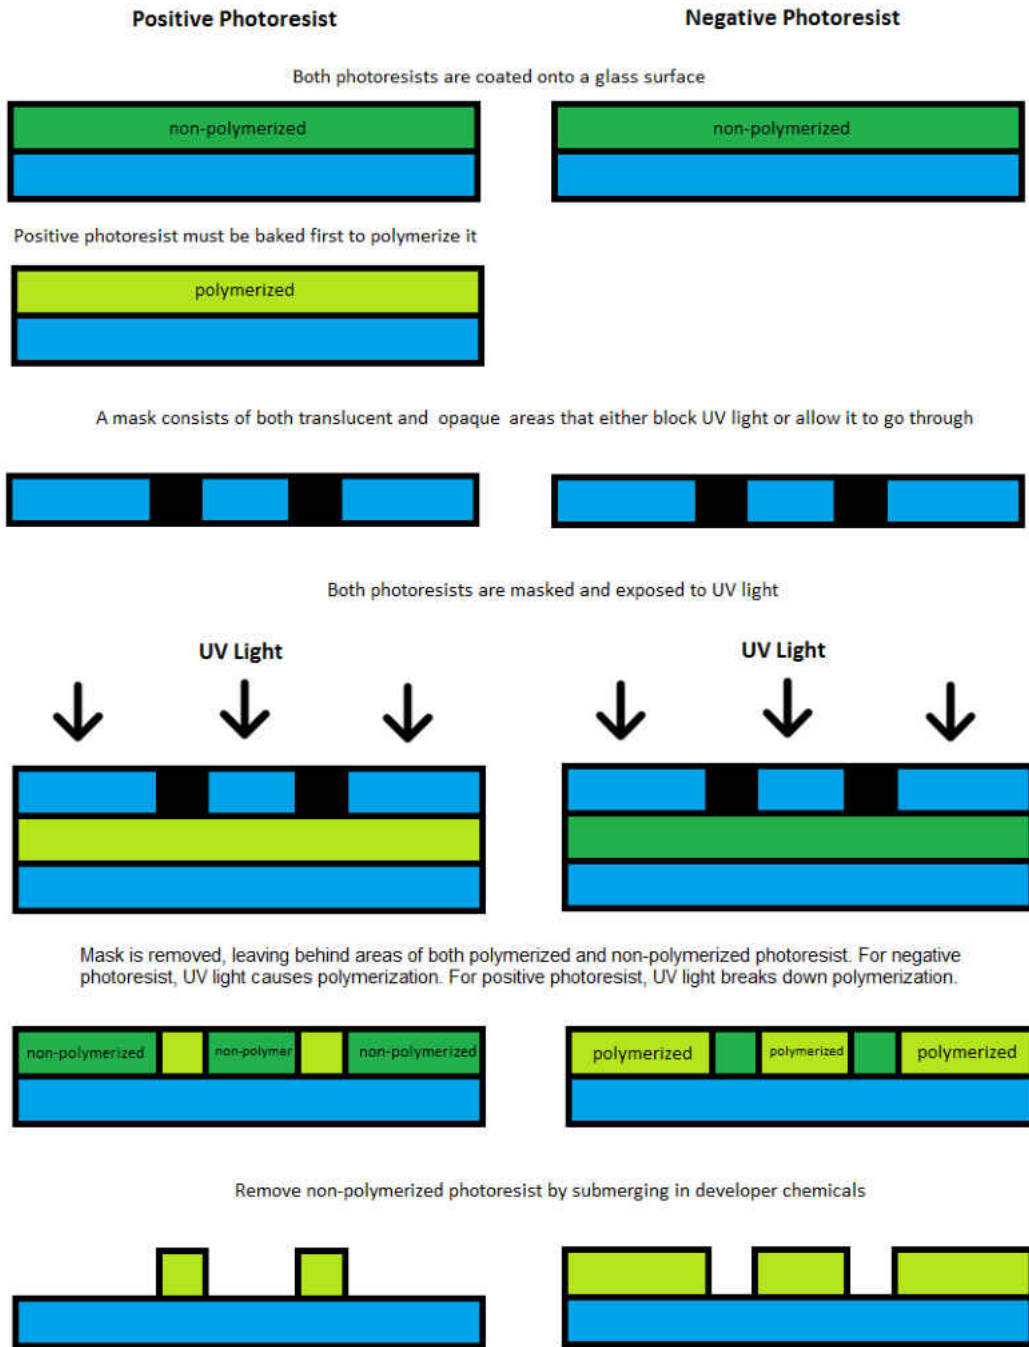 Positive Photoresist
Negative Photoresist
Both photoresists are coated onto a glass surface
non-polymerized
non-polymerized
Positive photoresist must be baked first to polymerize it
polymerized
A mask consists of both translucent and opaque areas that either block UV light or allow it to go through
Both photoresists are masked and exposed to UV light
UV Light
UV Light
Mask is removed, leaving behind areas of both polymerized and non-polymerized photoresist. For negative
photoresist, UV light causes polymerization. For positive photoresist, UV light breaks down polymerization.
non-polymerized
non-polymer
non-polymerized
polymerized
polymerized
polymerized
Remove non-polymerized photoresist by submerging in developer chemicals